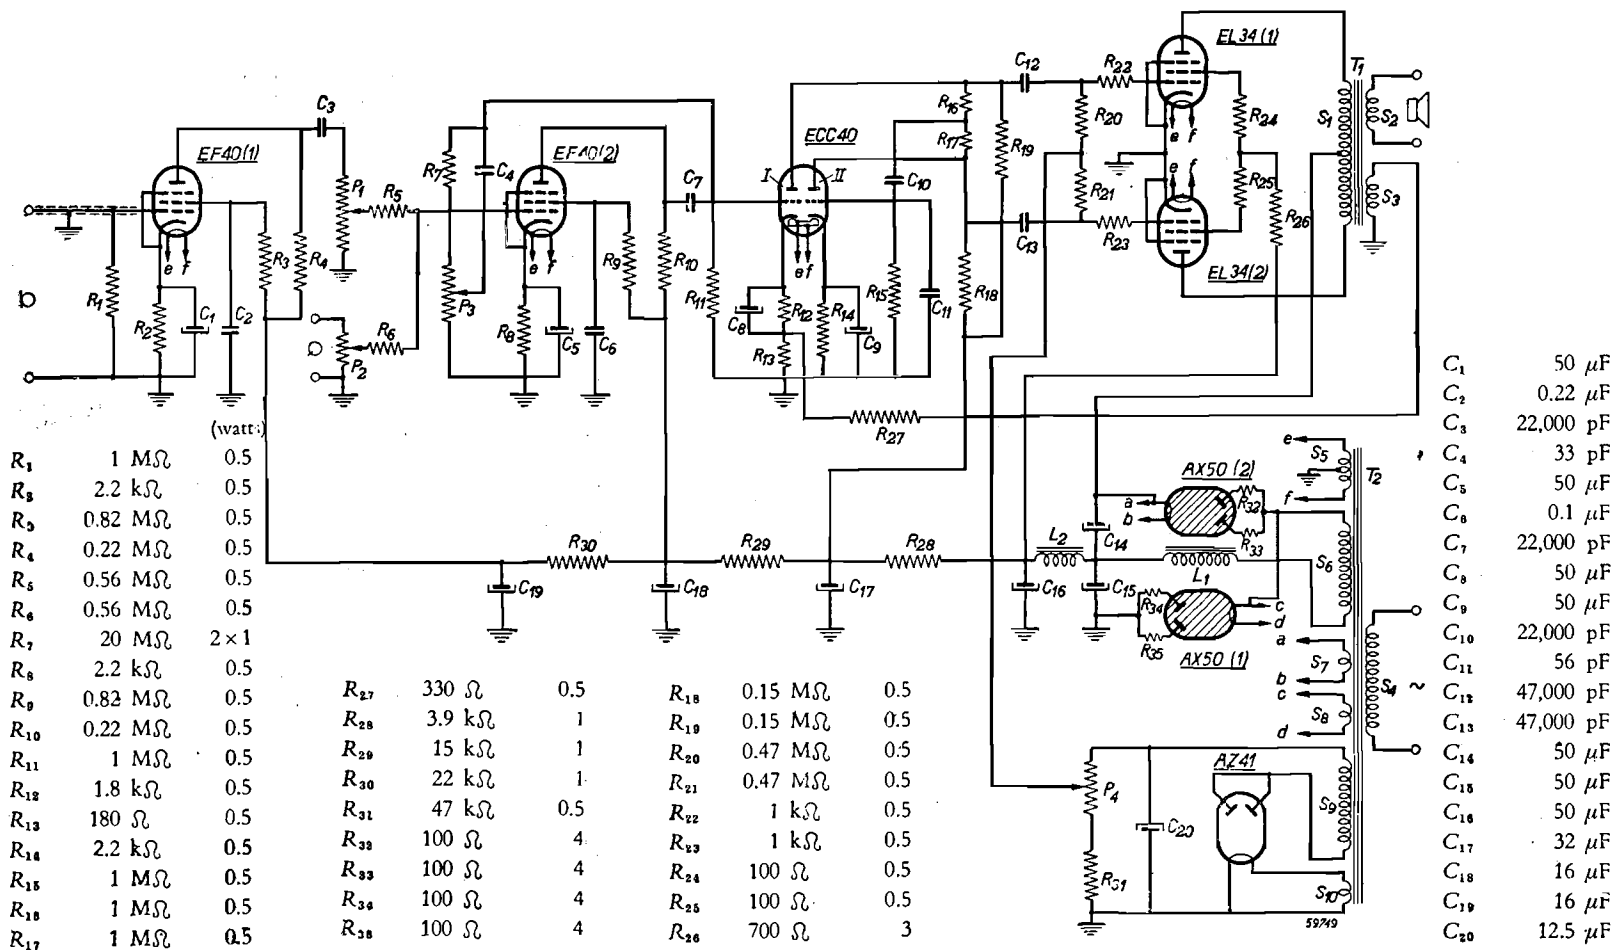 EL34(1)
C12
R22
T1
C3
R16
R20
R24
S1
S2
EF40(1)
ECC40
EF40(2)
R17
R19
R7
C4
C7
I
II
C10
e f
P1
R5
R21
R25
S3
C13
R23
R26
e f
e f
e f
EL34(2)
R3
R4
R9
R10
R1
P3
R11
R15
R18
C1
C2
R6
C8
R12
R14
C11
R2
R8
C5
C6
C9
P2
R13
R27
(watts)
R1 1 MΩ 0.5
R3 2.2 kΩ 0.5
R3 0.82 MΩ 0.5
R4 0.22 MΩ 0.5
R5 0.56 MΩ 0.5
R6 0.56 MΩ 0.5
R7 20 MΩ 2×1
R8 2.2 kΩ 0.5
R9 0.82 MΩ 0.5
R10 0.22 MΩ 0.5
R11 1 MΩ 0.5
R12 1.8 kΩ 0.5
R13 180 Ω 0.5
R14 2.2 kΩ 0.5
R15 1 MΩ 0.5
R16 1 MΩ 0.5
R17 1 MΩ 0.5
R30
R29
R28
L2
C14
C19
C18
C17
C16
C15
AX50 (2)
a
b
R32
R33
L1
R34
R35
c
d
AX50 (1)
e
S5
f
T2
S6
a
S7
b
c
S8
d
S4 ~
R27 330 Ω 0.5
R28 3.9 kΩ 1
R29 15 kΩ 1
R30 22 kΩ 1
R31 47 kΩ 0.5
R32 100 Ω 4
R33 100 Ω 4
R34 100 Ω 4
R35 100 Ω 4
R18 0.15 MΩ 0.5
R19 0.15 MΩ 0.5
R20 0.47 MΩ 0.5
R21 0.47 MΩ 0.5
R22 1 kΩ 0.5
R23 1 kΩ 0.5
R24 100 Ω 0.5
R25 100 Ω 0.5
R26 700 Ω 3
AZ41
P4
S9
C20
R31
S10
59749
C1 50 μF
C2 0.22 μF
C3 22,000 pF
C4 33 pF
C5 50 μF
C6 0.1 μF
C7 22,000 pF
C8 50 μF
C9 50 μF
C10 22,000 pF
C11 56 pF
C12 47,000 pF
C13 47,000 pF
C14 50 μF
C15 50 μF
C16 50 μF
C17 32 μF
C18 16 μF
C19 16 μF
C20 12.5 μF